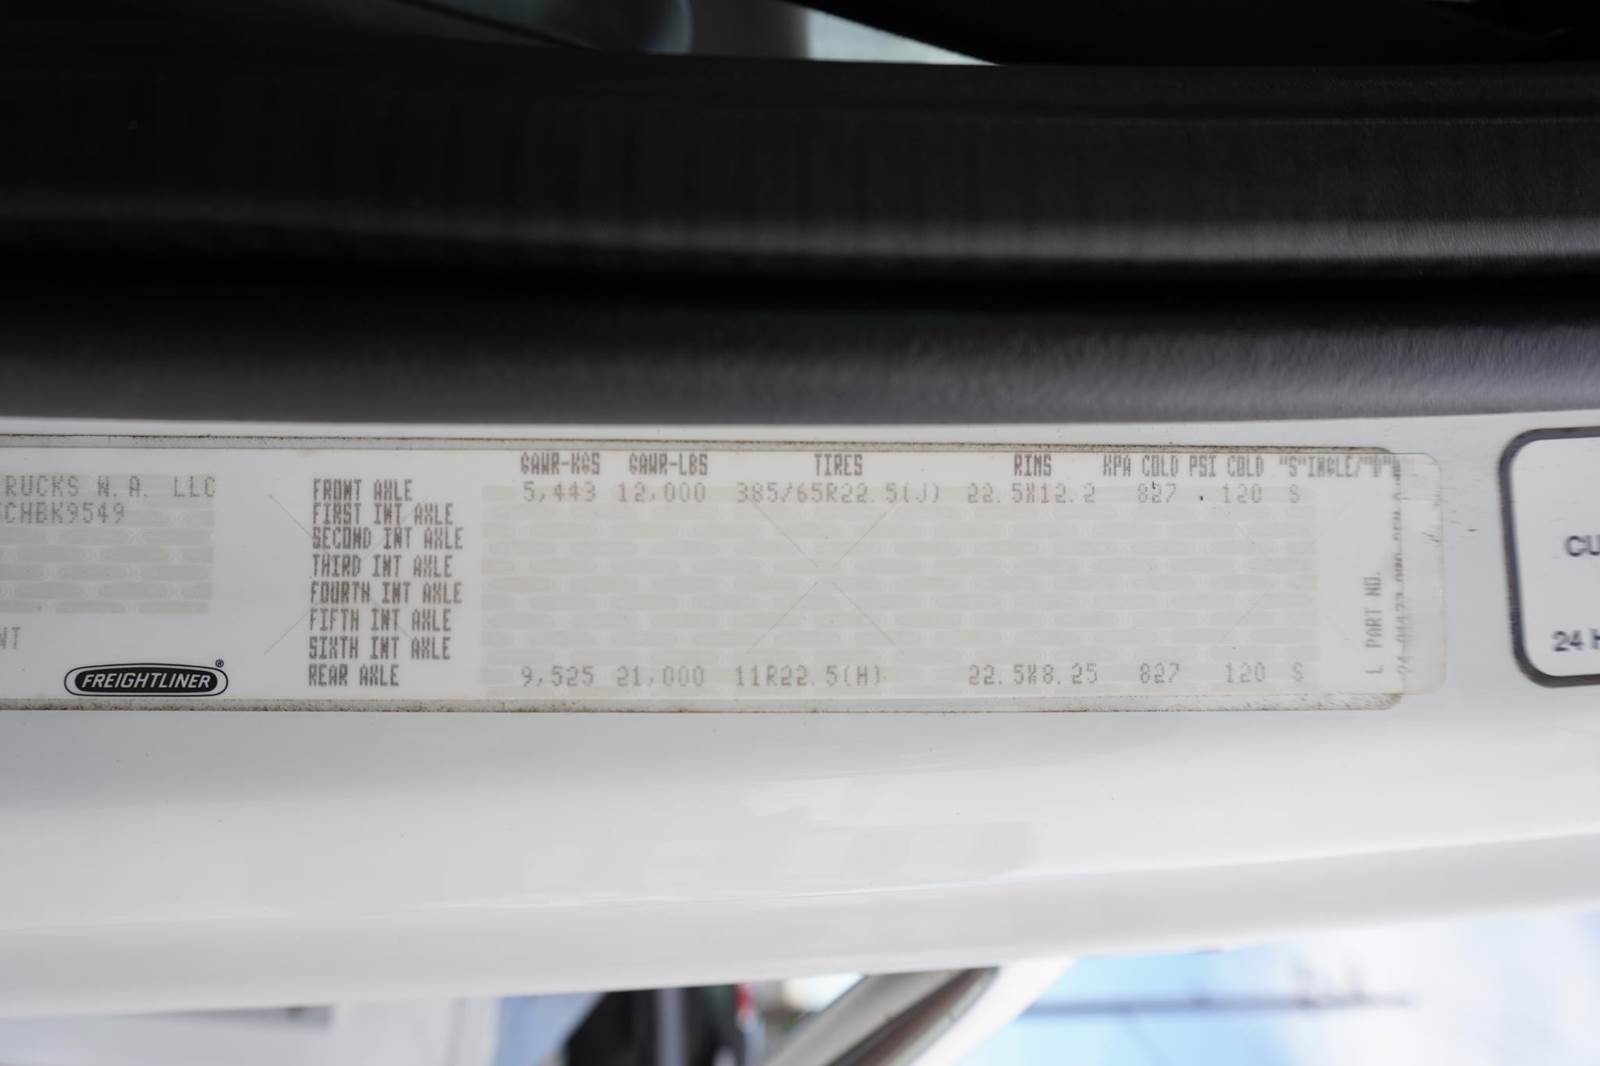 GAWR-KGS GAWR-LBS TIRES RIMS KPA COLD PSI COLD "S"INGLE/"D"U
RUCKS N.A. LLC
CHBK9549
FRONT AXLE 5,443 12,000 385/65R22.5(J) 22.5X12.2 827 120 S
FIRST INT AXLE
SECOND INT AXLE
THIRD INT AXLE
FOURTH INT AXLE
FIFTH INT AXLE
SIXTH INT AXLE
REAR AXLE 9,525 21,000 11R22.5(H) 22.5X8.25 827 120 S
NT
FREIGHTLINER®
L PART NO.
CU
24 H